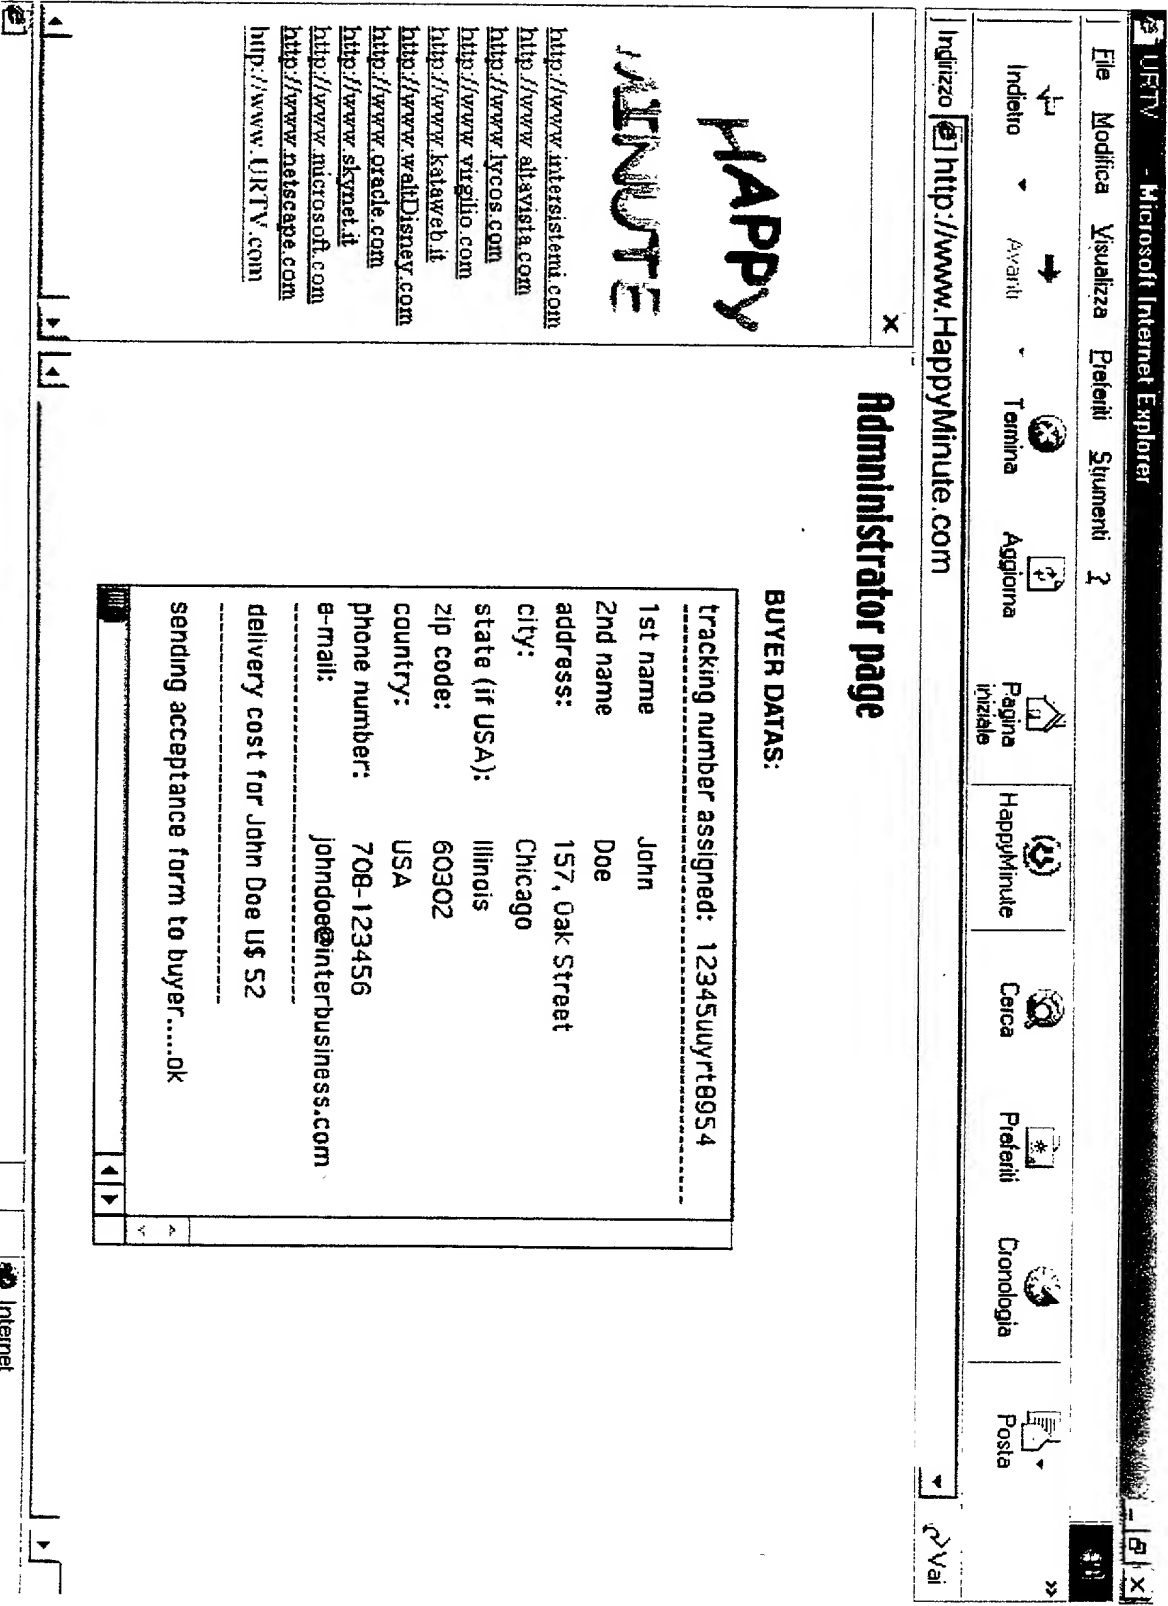 URTV - Microsoft Internet Explorer
File Modifica Visualizza Preferiti Strumenti ?
Indietro Avanti Termina Aggiorna Pagina iniziale HappyMinute Cerca Preferiti Cronologia Posta »
Indirizzo http://www.HappyMinute.com Vai
X
HAPPY
MINUTE
http://www.intersistemi.com
http://www.altavista.com
http://www.lycos.com
http://www.virgilio.com
http://www.kataweb.it
http://www.waltDisney.com
http://www.oracle.com
http://www.skynet.it
http://www.microsoft.com
http://www.netscape.com
http://www.URTV.com
Admninistrator page
BUYER DATAS:
tracking number assigned: 12345uuyrt8954
--------------------------------------------------
1st name John
2nd name Doe
address: 157, Oak Street
city: Chicago
state (if USA): Illinois
zip code: 60302
country: USA
phone number: 708-123456
e-mail: johndoe@interbusiness.com
----------------------------------------
delivery cost for John Doe U$ 52
----------------------------------------
sending acceptance form to buyer.....ok
Internet